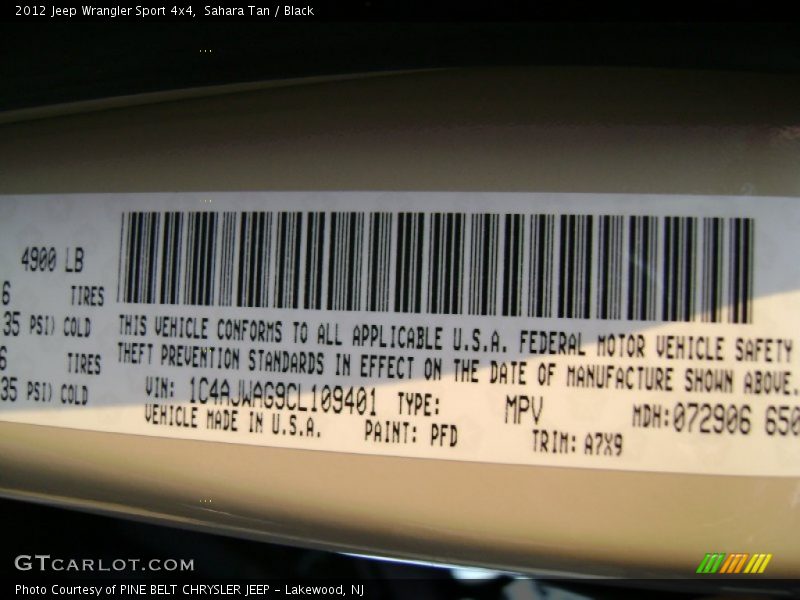 2012 Jeep Wrangler Sport 4x4, Sahara Tan / Black
4900 LB
6 TIRES
35 PSI) COLD
6 TIRES
35 PSI) COLD
THIS VEHICLE CONFORMS TO ALL APPLICABLE U.S.A. FEDERAL MOTOR VEHICLE SAFETY
THEFT PREVENTION STANDARDS IN EFFECT ON THE DATE OF MANUFACTURE SHOWN ABOVE.
VIN: 1C4AJWAG9CL109401 TYPE: MPV MDH:072906 650
VEHICLE MADE IN U.S.A. PAINT: PFD TRIM: A7X9
GTCARLOT.COM
Photo Courtesy of PINE BELT CHRYSLER JEEP – Lakewood, NJ